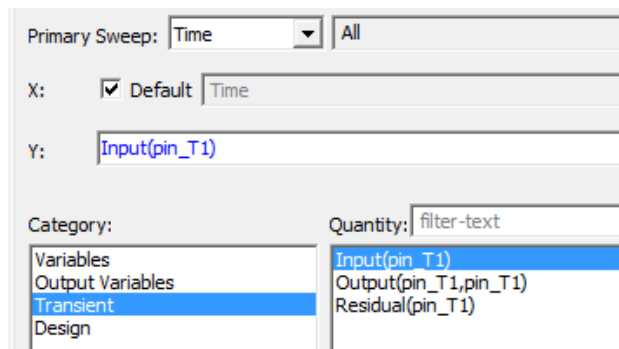 Primary Sweep: Time All
X: Default Time
Y: Input(pin_T1)
Category: Quantity: filter-text
Variables Input(pin_T1)
Output Variables Output(pin_T1,pin_T1)
Transient Residual(pin_T1)
Design